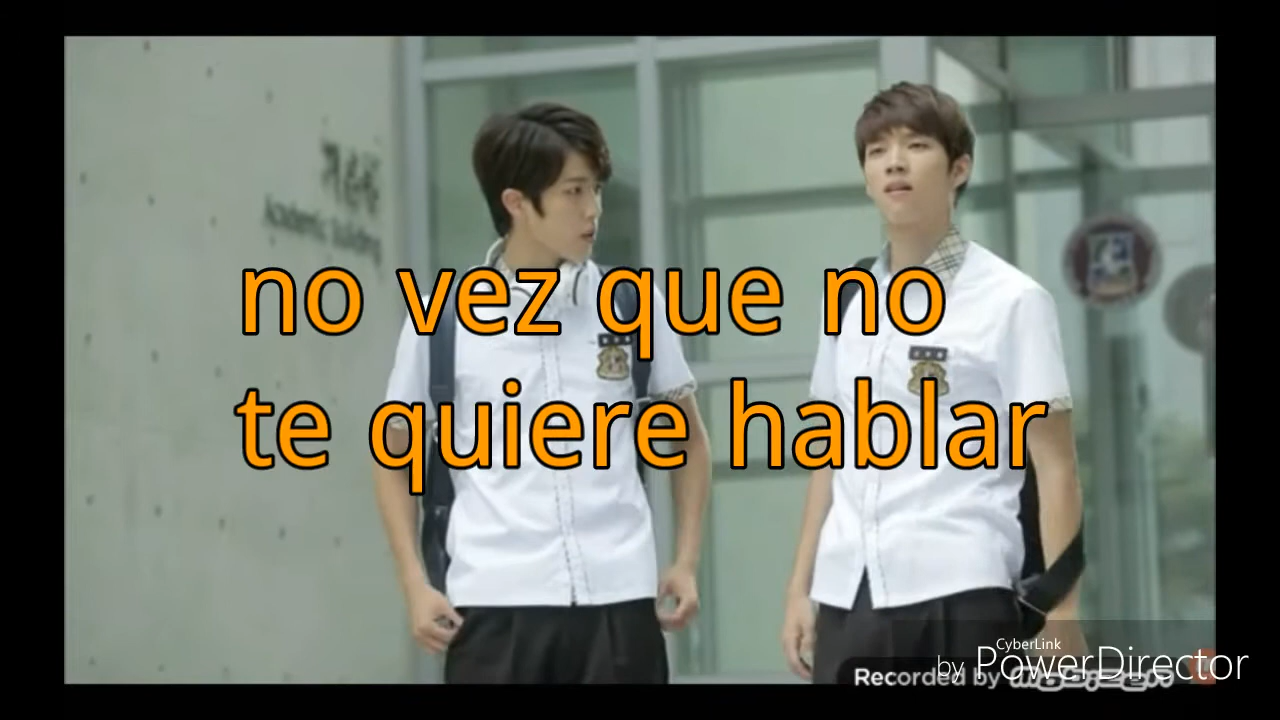 Academic Building
no vez que no
te quiere hablar
CyberLink
by PowerDirector
Recorded by